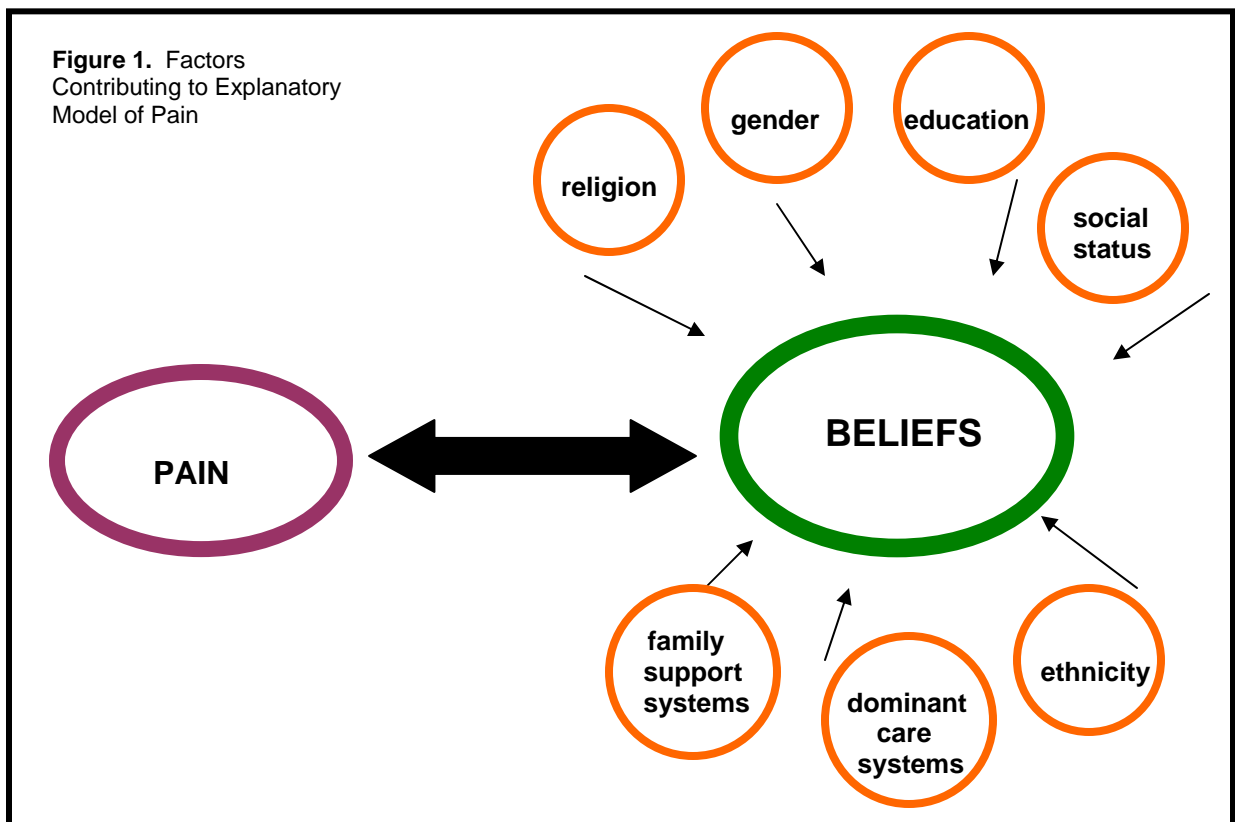 Figure 1. Factors
Contributing to Explanatory
Model of Pain
religion
gender
education
social
status
PAIN
BELIEFS
family
support
systems
dominant
care
systems
ethnicity